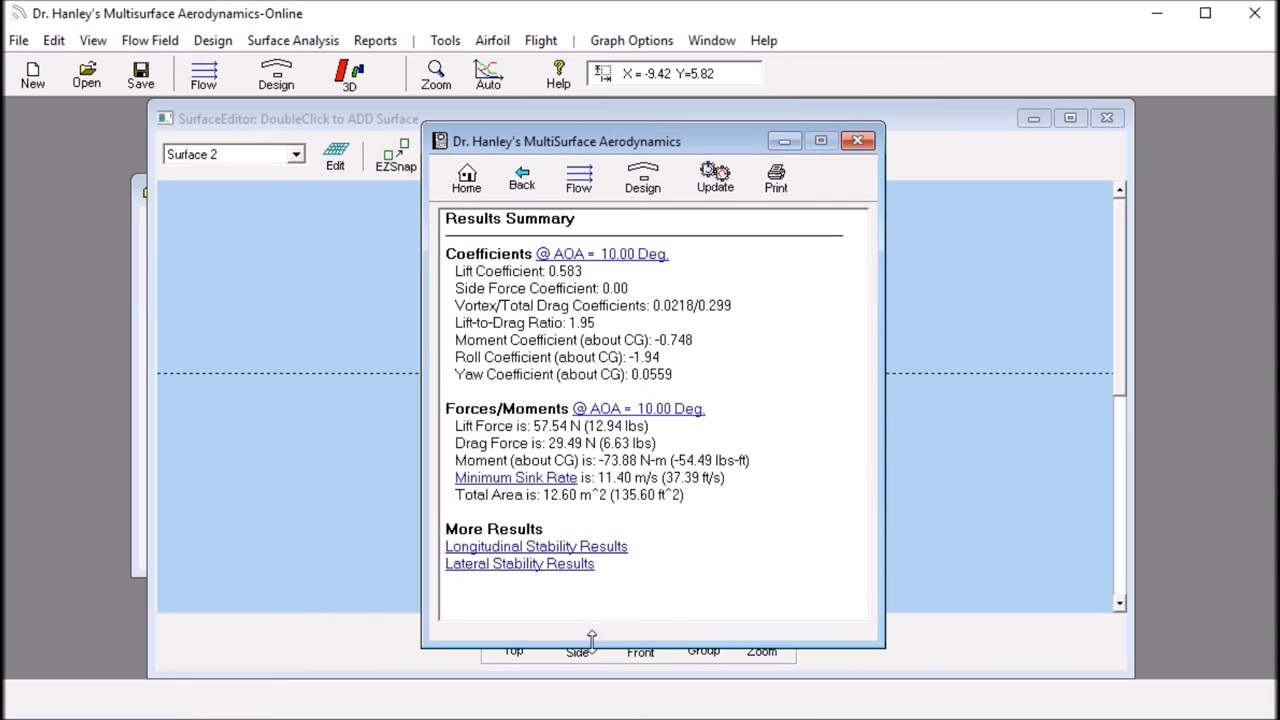 Dr. Hanley's Multisurface Aerodynamics-Online
File Edit View Flow Field Design Surface Analysis Reports | Tools Airfoil Flight | Graph Options Window Help
New Open Save Flow Design 3D Zoom Auto Help X = -9.42 Y=5.82
SurfaceEditor: DoubleClick to ADD Surface
Surface 2 Edit EZSnap
Dr. Hanley's MultiSurface Aerodynamics
Home Back Flow Design Update Print
Results Summary
Coefficients @ AOA = 10.00 Deg.
Lift Coefficient: 0.583
Side Force Coefficient: 0.00
Vortex/Total Drag Coefficients: 0.0218/0.299
Lift-to-Drag Ratio: 1.95
Moment Coefficient (about CG): -0.748
Roll Coefficient (about CG): -1.94
Yaw Coefficient (about CG): 0.0559
Forces/Moments @ AOA = 10.00 Deg.
Lift Force is: 57.54 N (12.94 lbs)
Drag Force is: 29.49 N (6.63 lbs)
Moment (about CG) is: -73.88 N-m (-54.49 lbs-ft)
Minimum Sink Rate is: 11.40 m/s (37.39 ft/s)
Total Area is: 12.60 m^2 (135.60 ft^2)
More Results
Longitudinal Stability Results
Lateral Stability Results
Top Side Front Group Zoom